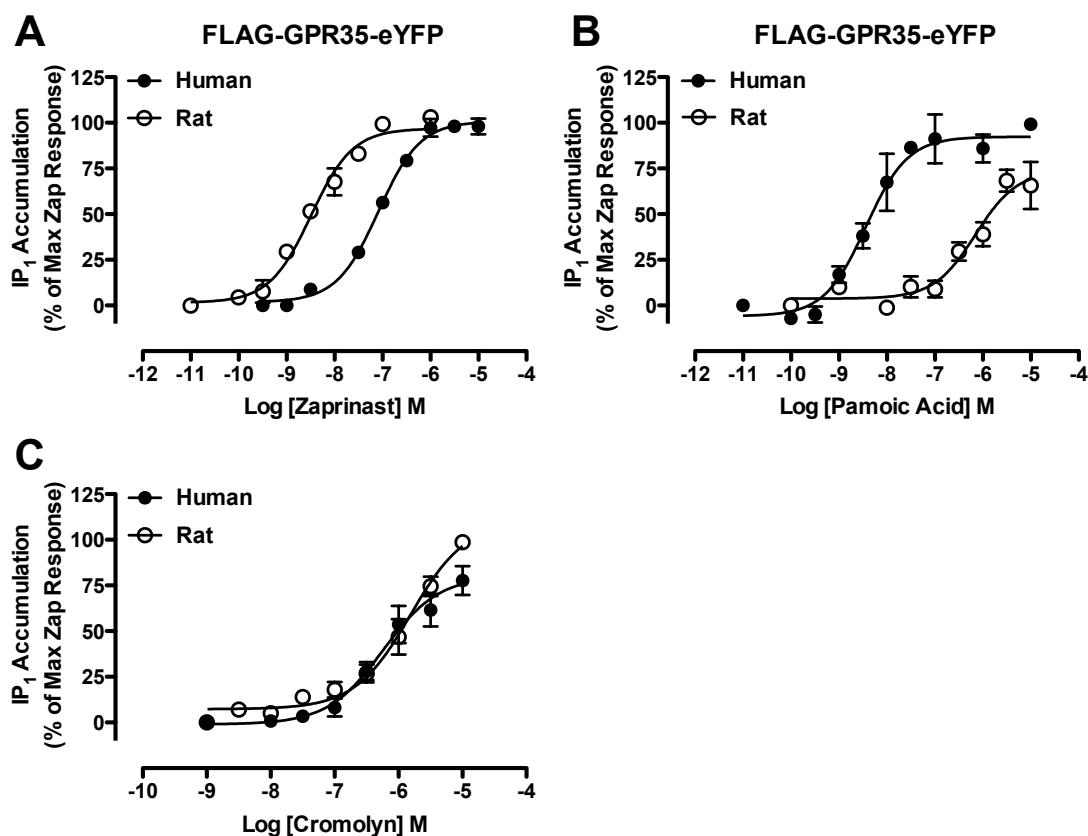 A
FLAG-GPR35-eYFP
Human
Rat
IP₁ Accumulation
(% of Max Zap Response)
125
100
75
50
25
0
-12 -11 -10 -9 -8 -7 -6 -5 -4
Log [Zaprinast] M
B
FLAG-GPR35-eYFP
Human
Rat
IP₁ Accumulation
(% of Max Zap Response)
125
100
75
50
25
0
-12 -11 -10 -9 -8 -7 -6 -5 -4
Log [Pamoic Acid] M
C
Human
Rat
IP₁ Accumulation
(% of Max Zap Response)
125
100
75
50
25
0
-10 -9 -8 -7 -6 -5 -4
Log [Cromolyn] M